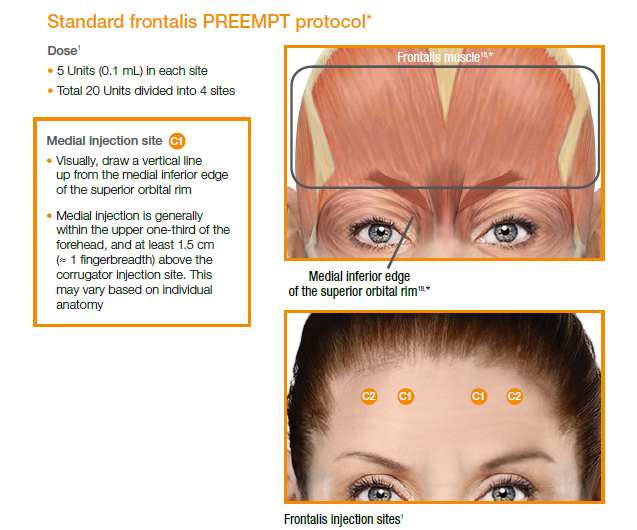 Standard frontalis PREEMPT protocol*
Dose¹
• 5 Units (0.1 mL) in each site
• Total 20 Units divided into 4 sites
Medial injection site C1
• Visually, draw a vertical line
up from the medial inferior edge
of the superior orbital rim
• Medial injection is generally
within the upper one-third of the
forehead, and at least 1.5 cm
(≈ 1 fingerbreadth) above the
corrugator injection site. This
may vary based on individual
anatomy
Frontalis muscle¹⁸,*
Medial inferior edge
of the superior orbital rim¹⁸,*
C2 C1 C1 C2
Frontalis injection sites¹